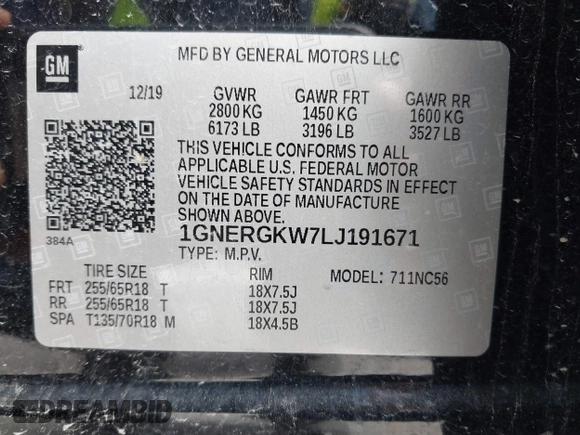 GM
MFD BY GENERAL MOTORS LLC
12/19 GVWR GAWR FRT GAWR RR
2800 KG 1450 KG 1600 KG
6173 LB 3196 LB 3527 LB
THIS VEHICLE CONFORMS TO ALL
APPLICABLE U.S. FEDERAL MOTOR
VEHICLE SAFETY STANDARDS IN EFFECT
ON THE DATE OF MANUFACTURE
SHOWN ABOVE.
384A
1GNERGKW7LJ191671
TYPE: M.P.V.
TIRE SIZE RIM MODEL: 711NC56
FRT 255/65R18 T 18X7.5J
RR 255/65R18 T 18X7.5J
SPA T135/70R18 M 18X4.5B
DREAMBID